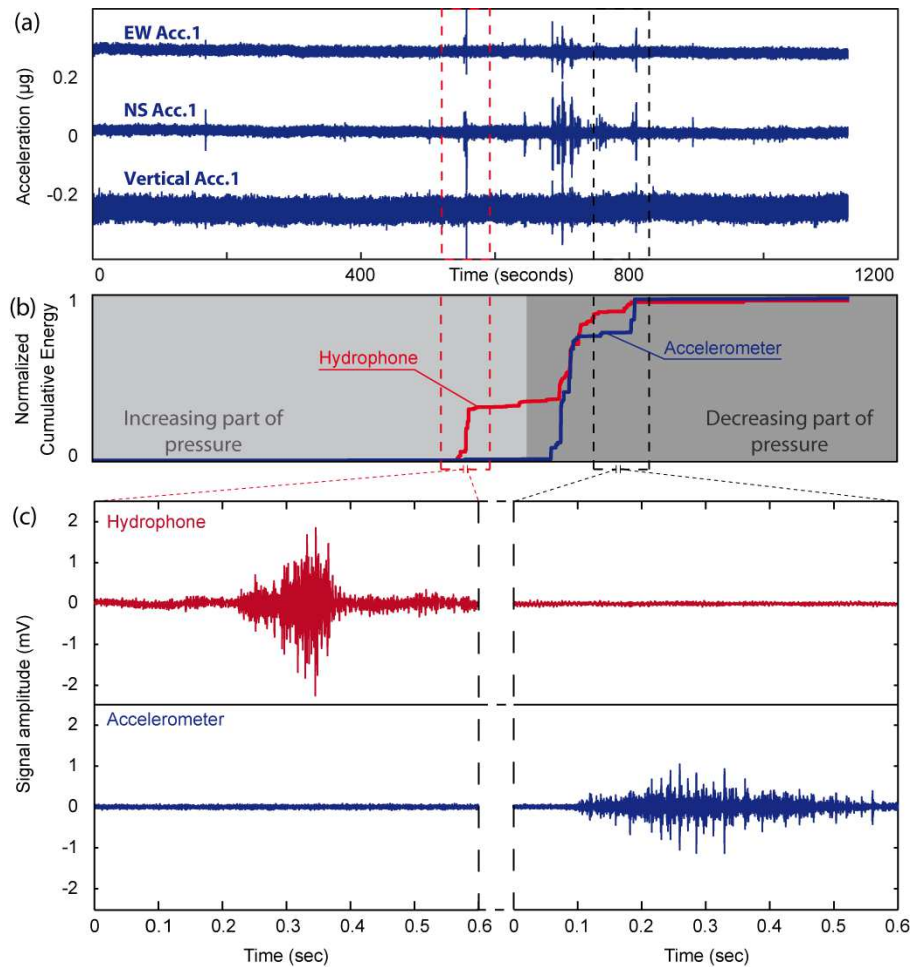 (a)
EW Acc.1
0.2
NS Acc.1
0
Vertical Acc.1
-0.2
Acceleration (µg)
0 400 Time (seconds) 800 1200
(b)
1
Hydrophone
Accelerometer
Increasing part of
pressure
Decreasing part of
pressure
0
Normalized
Cumulative Energy
(c)
2
Hydrophone
1
0
-1
-2
Signal amplitude (mV)
2
Accelerometer
1
0
-1
-2
0 0.1 0.2 0.3 0.4 0.5 0.6 0 0.1 0.2 0.3 0.4 0.5 0.6
Time (sec) Time (sec)